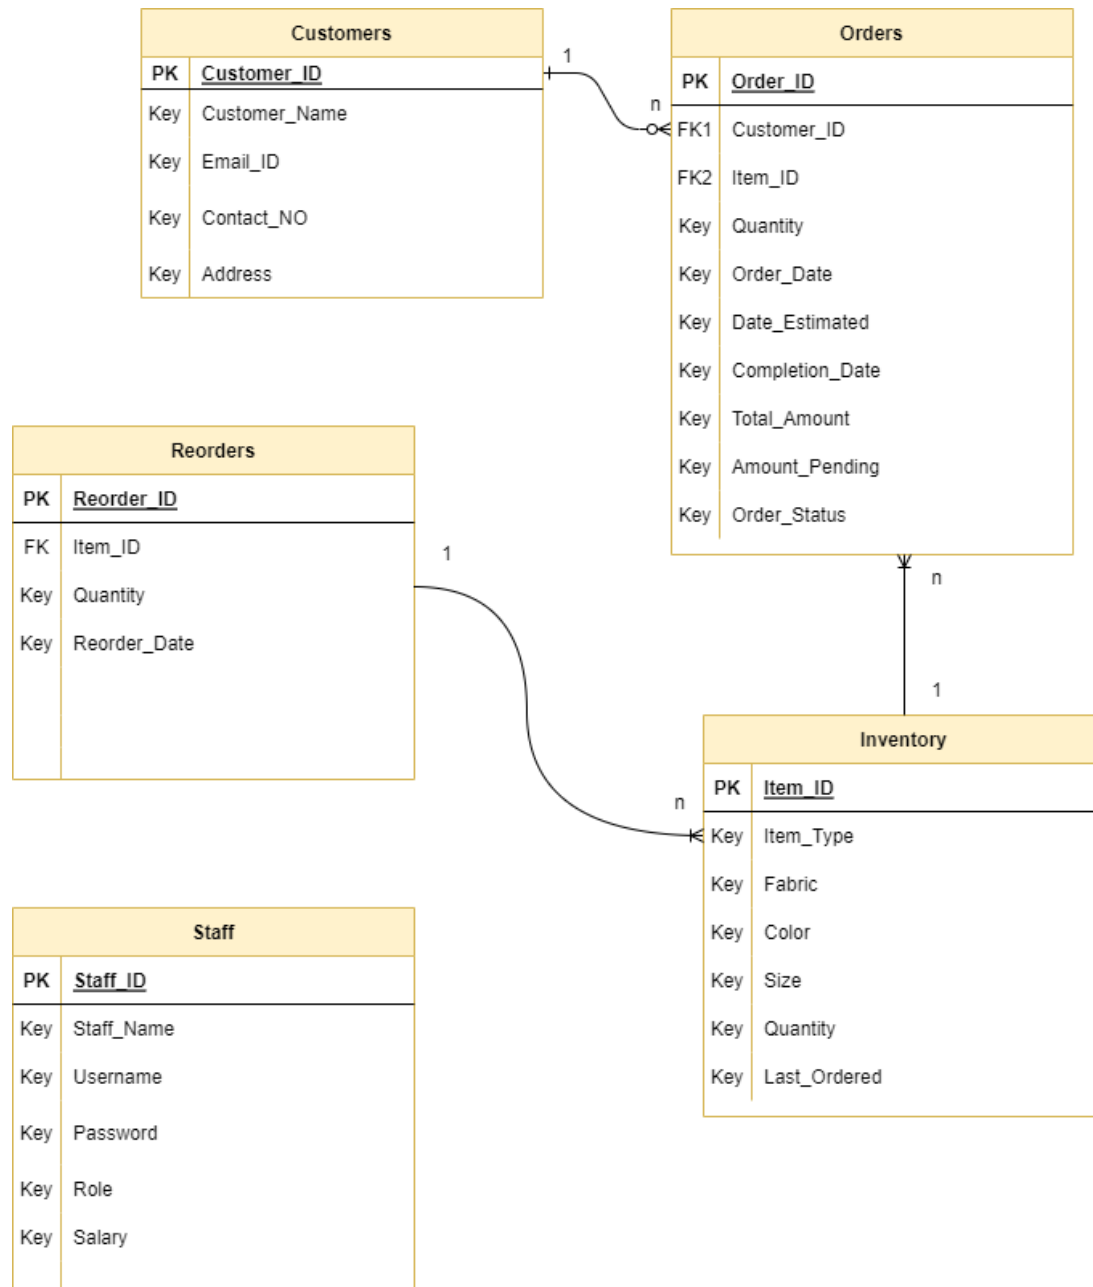 Customers
PK Customer_ID
Key Customer_Name
Key Email_ID
Key Contact_NO
Key Address
1
n
Orders
PK Order_ID
FK1 Customer_ID
FK2 Item_ID
Key Quantity
Key Order_Date
Key Date_Estimated
Key Completion_Date
Key Total_Amount
Key Amount_Pending
Key Order_Status
Reorders
PK Reorder_ID
FK Item_ID
Key Quantity
Key Reorder_Date
1
n
n
1
Inventory
PK Item_ID
Key Item_Type
Key Fabric
Key Color
Key Size
Key Quantity
Key Last_Ordered
Staff
PK Staff_ID
Key Staff_Name
Key Username
Key Password
Key Role
Key Salary